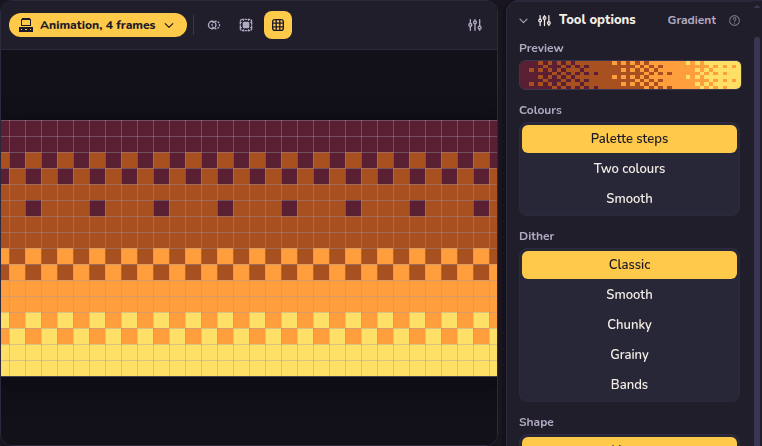 Animation, 4 frames
Tool options
Gradient
Preview
Colours
Palette steps
Two colours
Smooth
Dither
Classic
Smooth
Chunky
Grainy
Bands
Shape